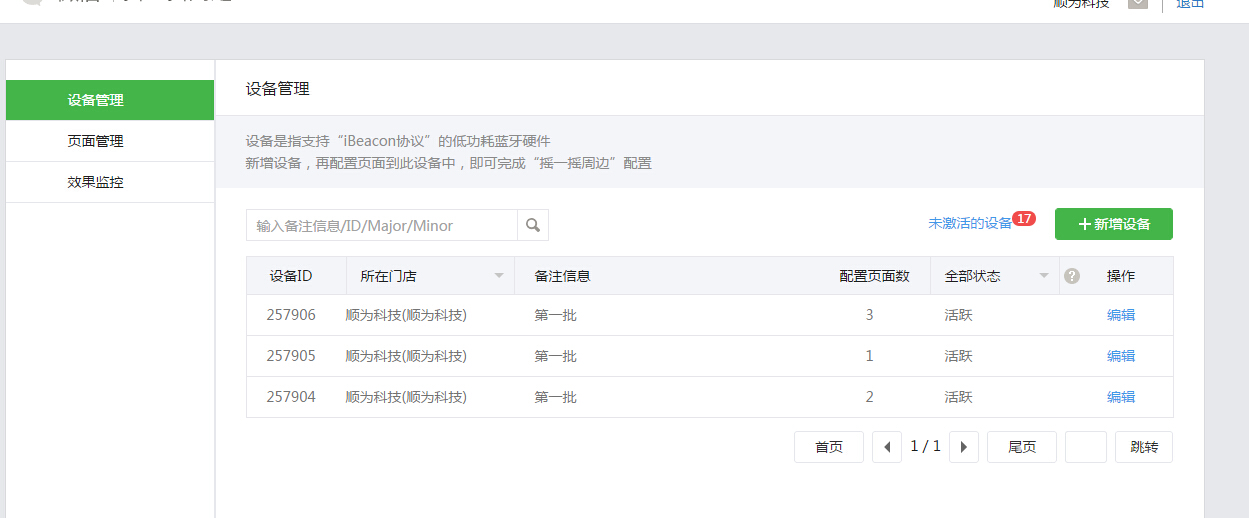 顺为科技 退出
设备管理
页面管理
效果监控
设备管理
设备是指支持“iBeacon协议”的低功耗蓝牙硬件
新增设备，再配置页面到此设备中，即可完成“摇一摇周边”配置
输入备注信息/ID/Major/Minor
未激活的设备 17
+新增设备
设备ID 所在门店 备注信息 配置页面数 全部状态 ? 操作
257906 顺为科技(顺为科技) 第一批 3 活跃 编辑
257905 顺为科技(顺为科技) 第一批 1 活跃 编辑
257904 顺为科技(顺为科技) 第一批 2 活跃 编辑
首页 1 / 1 尾页 跳转